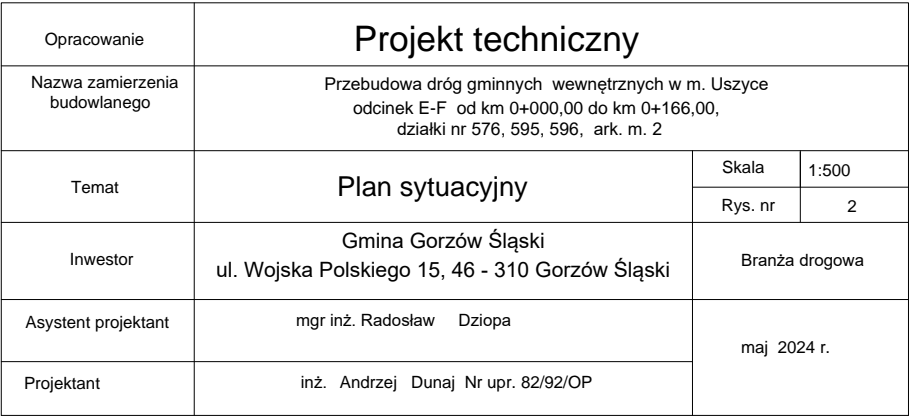 Opracowanie
Projekt techniczny
Nazwa zamierzenia
budowlanego
Przebudowa dróg gminnych wewnętrznych w m. Uszyce
odcinek E-F od km 0+000,00 do km 0+166,00,
działki nr 576, 595, 596, ark. m. 2
Temat
Plan sytuacyjny
Skala
1:500
Rys. nr
2
Inwestor
Gmina Gorzów Śląski
ul. Wojska Polskiego 15, 46 - 310 Gorzów Śląski
Branża drogowa
Asystent projektant
mgr inż. Radosław Dziopa
maj 2024 r.
Projektant
inż. Andrzej Dunaj Nr upr. 82/92/OP